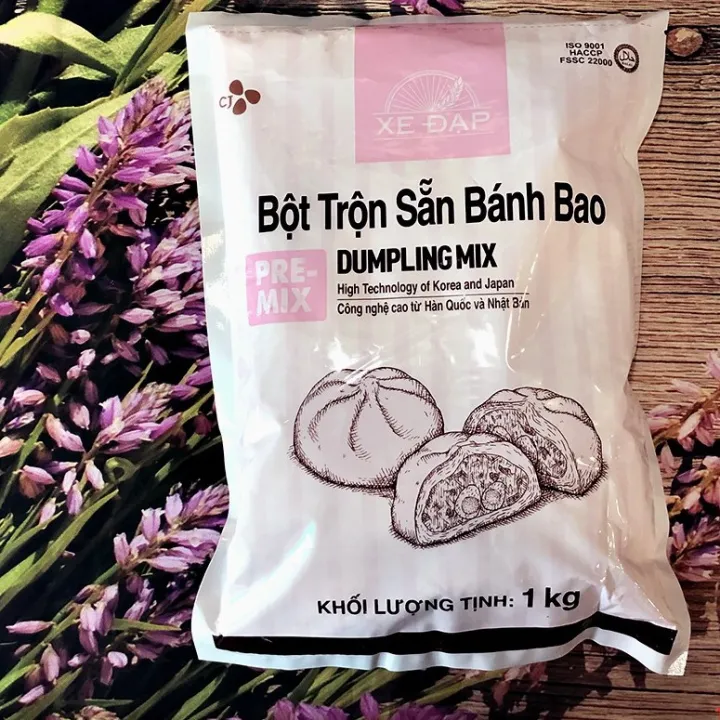 ISO 9001
HACCP
FSSC 22000
CJ
XE ĐẠP
Bột Trộn Sẵn Bánh Bao
PRE-
MIX
DUMPLING MIX
High Technology of Korea and Japan
Công nghệ cao từ Hàn Quốc và Nhật Bản
KHỐI LƯỢNG TỊNH: 1 kg